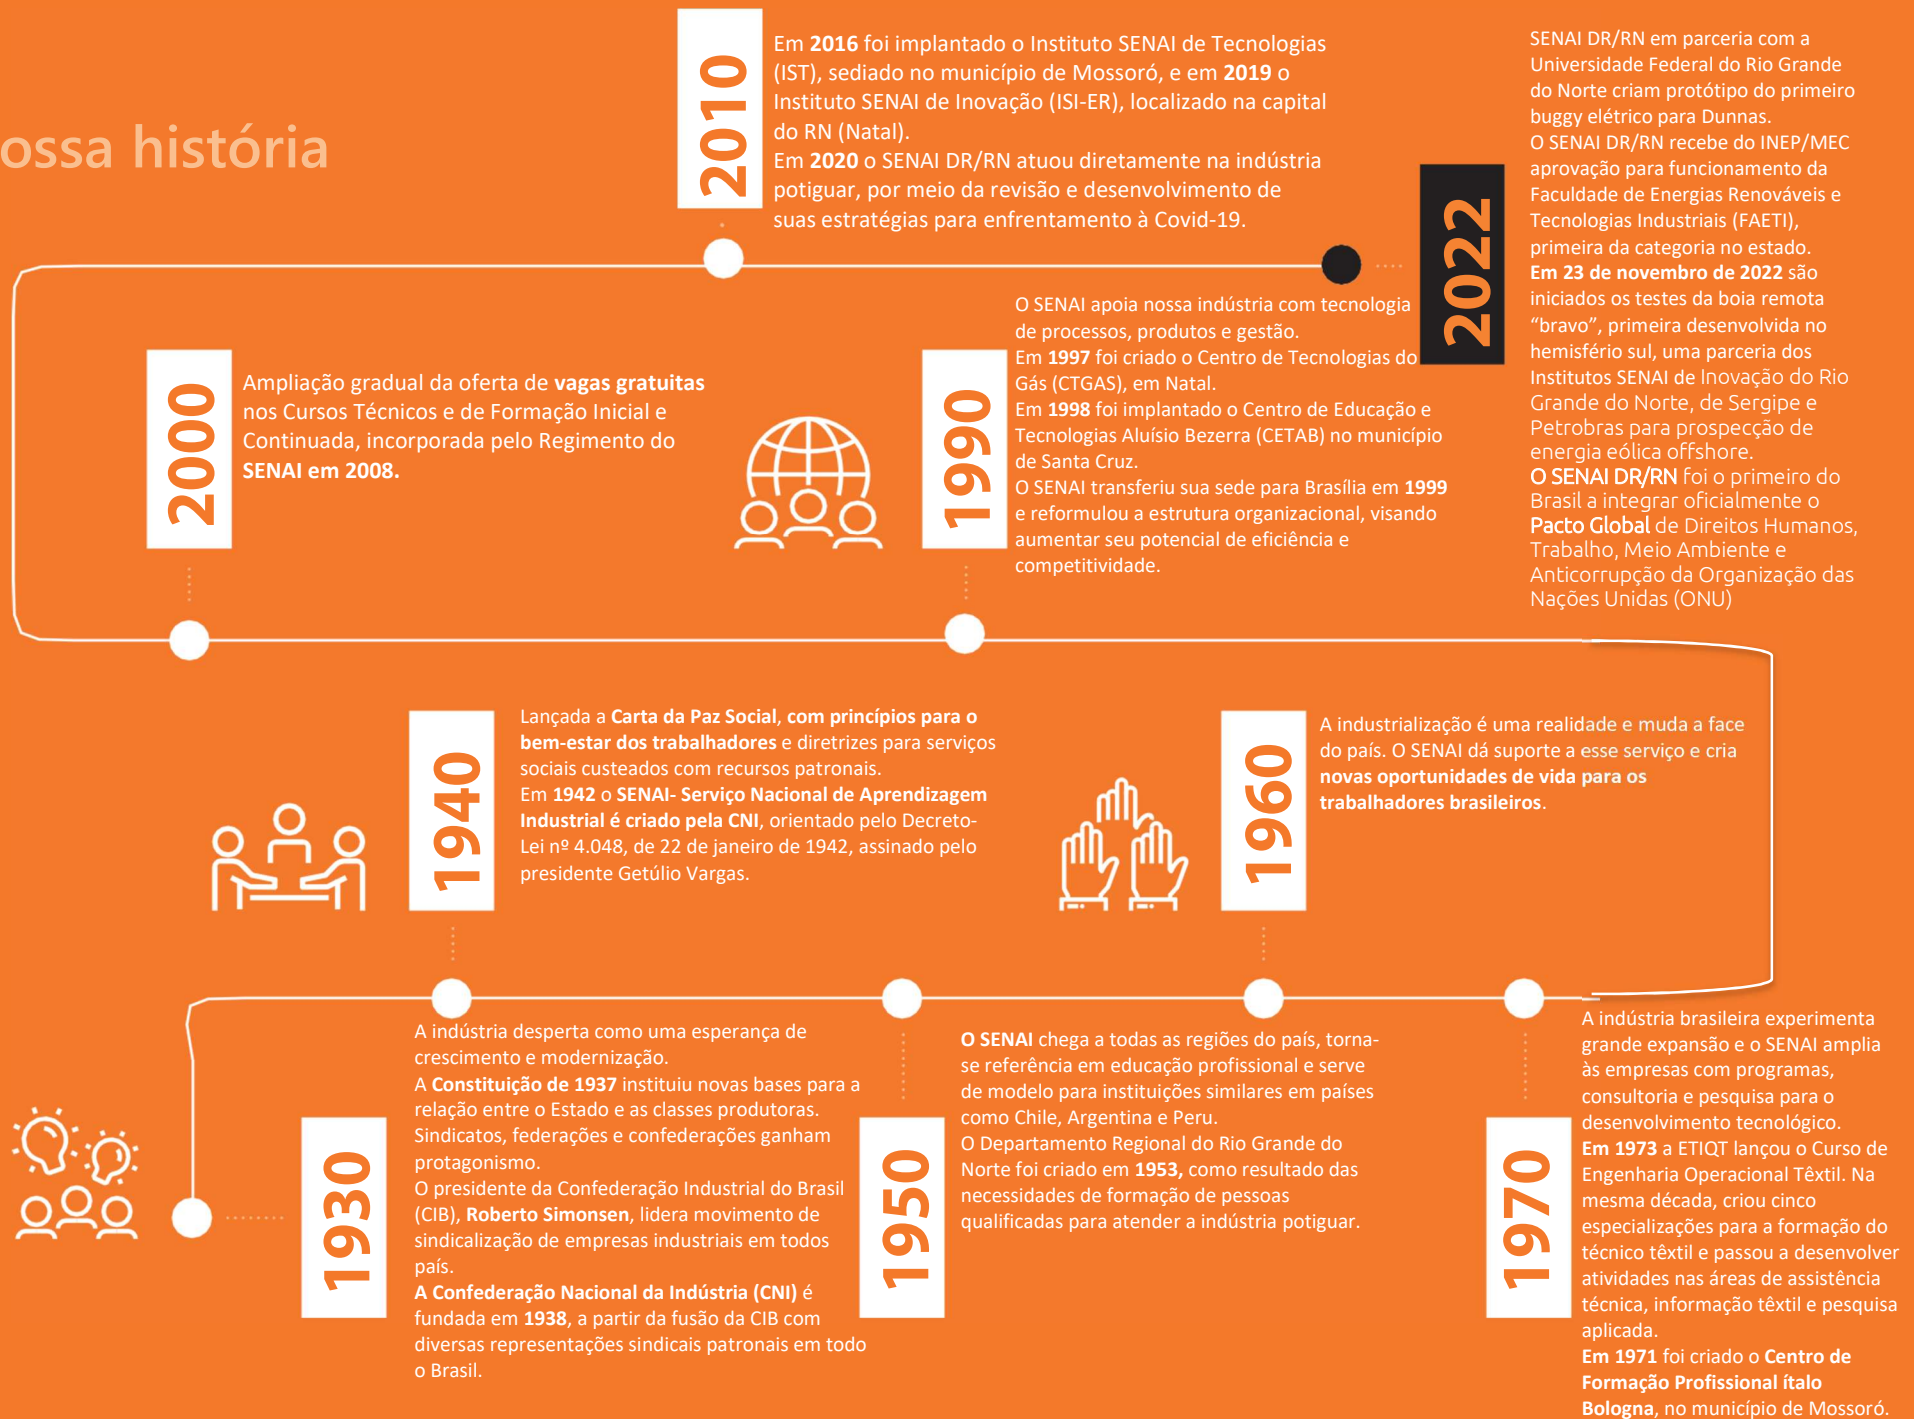 ossa história
2010
Em 2016 foi implantado o Instituto SENAI de Tecnologias
(IST), sediado no município de Mossoró, e em 2019 o
Instituto SENAI de Inovação (ISI-ER), localizado na capital
do RN (Natal).
Em 2020 o SENAI DR/RN atuou diretamente na indústria
potiguar, por meio da revisão e desenvolvimento de
suas estratégias para enfrentamento à Covid-19.
2022
SENAI DR/RN em parceria com a
Universidade Federal do Rio Grande
do Norte criam protótipo do primeiro
buggy elétrico para Dunnas.
O SENAI DR/RN recebe do INEP/MEC
aprovação para funcionamento da
Faculdade de Energias Renováveis e
Tecnologias Industriais (FAETI),
primeira da categoria no estado.
Em 23 de novembro de 2022 são
iniciados os testes da boia remota
“bravo”, primeira desenvolvida no
hemisfério sul, uma parceria dos
Institutos SENAI de Inovação do Rio
Grande do Norte, de Sergipe e
Petrobras para prospecção de
energia eólica offshore.
O SENAI DR/RN foi o primeiro do
Brasil a integrar oficialmente o
Pacto Global de Direitos Humanos,
Trabalho, Meio Ambiente e
Anticorrupção da Organização das
Nações Unidas (ONU)
2000
Ampliação gradual da oferta de vagas gratuitas
nos Cursos Técnicos e de Formação Inicial e
Continuada, incorporada pelo Regimento do
SENAI em 2008.
1990
O SENAI apoia nossa indústria com tecnologia
de processos, produtos e gestão.
Em 1997 foi criado o Centro de Tecnologias do
Gás (CTGAS), em Natal.
Em 1998 foi implantado o Centro de Educação e
Tecnologias Aluísio Bezerra (CETAB) no município
de Santa Cruz.
O SENAI transferiu sua sede para Brasília em 1999
e reformulou a estrutura organizacional, visando
aumentar seu potencial de eficiência e
competitividade.
1940
Lançada a Carta da Paz Social, com princípios para o
bem-estar dos trabalhadores e diretrizes para serviços
sociais custeados com recursos patronais.
Em 1942 o SENAI- Serviço Nacional de Aprendizagem
Industrial é criado pela CNI, orientado pelo Decreto-
Lei nº 4.048, de 22 de janeiro de 1942, assinado pelo
presidente Getúlio Vargas.
1960
A industrialização é uma realidade e muda a face
do país. O SENAI dá suporte a esse serviço e cria
novas oportunidades de vida para os
trabalhadores brasileiros.
1930
A indústria desperta como uma esperança de
crescimento e modernização.
A Constituição de 1937 instituiu novas bases para a
relação entre o Estado e as classes produtoras.
Sindicatos, federações e confederações ganham
protagonismo.
O presidente da Confederação Industrial do Brasil
(CIB), Roberto Simonsen, lidera movimento de
sindicalização de empresas industriais em todos
país.
A Confederação Nacional da Indústria (CNI) é
fundada em 1938, a partir da fusão da CIB com
diversas representações sindicais patronais em todo
o Brasil.
1950
O SENAI chega a todas as regiões do país, torna-
se referência em educação profissional e serve
de modelo para instituições similares em países
como Chile, Argentina e Peru.
O Departamento Regional do Rio Grande do
Norte foi criado em 1953, como resultado das
necessidades de formação de pessoas
qualificadas para atender a indústria potiguar.
1970
A indústria brasileira experimenta
grande expansão e o SENAI amplia
às empresas com programas,
consultoria e pesquisa para o
desenvolvimento tecnológico.
Em 1973 a ETIQT lançou o Curso de
Engenharia Operacional Têxtil. Na
mesma década, criou cinco
especializações para a formação do
técnico têxtil e passou a desenvolver
atividades nas áreas de assistência
técnica, informação têxtil e pesquisa
aplicada.
Em 1971 foi criado o Centro de
Formação Profissional ítalo
Bologna, no município de Mossoró.